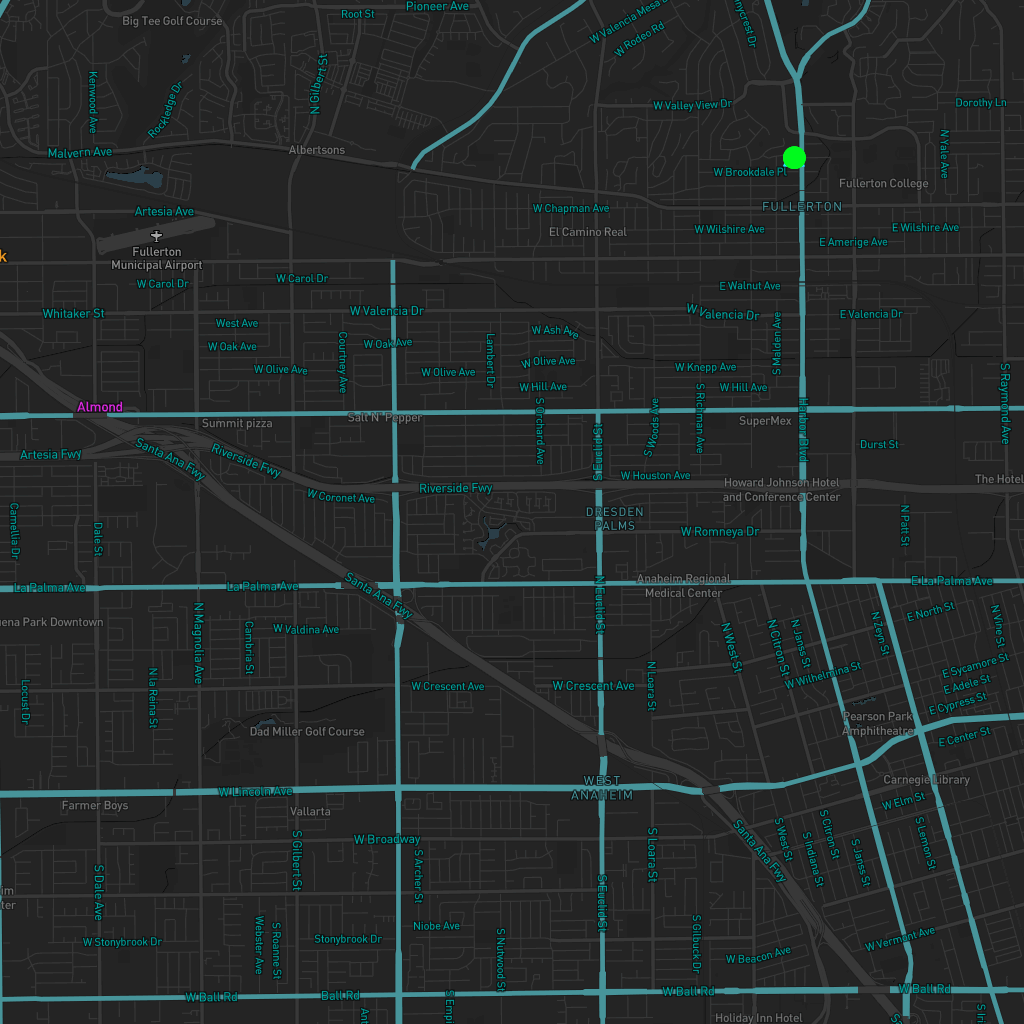 Pioneer Ave
Root St
Big Tee Golf Course
W Valencia Mesa
W Rodeo Rd
N Gilbert St
Kenwood Ave
Rockledge Dr
W Valley View Dr
Dorothy Ln
N Yale Ave
Malvern Ave
Albertsons
W Brookdale Pl
Fullerton College
Artesia Ave
W Chapman Ave
FULLERTON
El Camino Real
W Wilshire Ave
E Wilshire Ave
E Amerige Ave
Fullerton
Municipal Airport
k
W Carol Dr
W Carol Dr
E Walnut Ave
Whitaker St
W Valencia Dr
W Valencia Dr
E Valencia Dr
West Ave
W Ash Ave
S Malden Ave
W Oak Ave
W Oak Ave
Courtney Ave
Lambert Dr
W Olive Ave
W Olive Ave
W Olive Ave
W Knepp Ave
W Hill Ave
W Hill Ave
S Raymond Ave
Almond
Summit pizza
Salt N' Pepper
S Orchard Ave
S Woods Ave
S Richman Ave
SuperMex
Harbor Blvd
Durst St
Artesia Fwy
Santa Ana Fwy
Riverside Fwy
W Houston Ave
Howard Johnson Hotel
and Conference Center
The Hotel
W Coronet Ave
Riverside Fwy
Camellia Dr
Dale St
DRESDEN
PALMS
W Romneya Dr
N Patt St
La Palma Ave
La Palma Ave
Santa Ana Fwy
Anaheim Regional
Medical Center
E La Palma Ave
N Euclid St
uena Park Downtown
N Magnolia Ave
Cambria St
W Valdina Ave
N West St
N Citron St
N Janss St
N Zeyn St
E North St
N Vine St
Locust Dr
N la Reina St
W Crescent Ave
W Crescent Ave
N Loara St
W Wilhelmina St
E Sycamore St
E Adele St
E Cypress St
Pearson Park
Amphitheatre
E Center St
Dad Miller Golf Course
W Lincoln Ave
WEST
ANAHEIM
Carnegie Library
Farmer Boys
Vallarta
W Elm St
W Broadway
Santa Ana Fwy
S Gilbert St
S Archer St
S Loara St
S West St
S Citron St
S Indiana St
S Janss St
S Lemon St
S Dale Ave
im
ter
S Euclid St
W Stonybrook Dr
Webster Ave
S Roanne St
Stonybrook Dr
Niobe Ave
S Nutwood St
S Gilbuck Dr
W Beacon Ave
W Vermont Ave
W Ball Rd
Ball Rd
W Ball Rd
W Ball Rd
S Empi
Ant
Holiday Inn Hotel